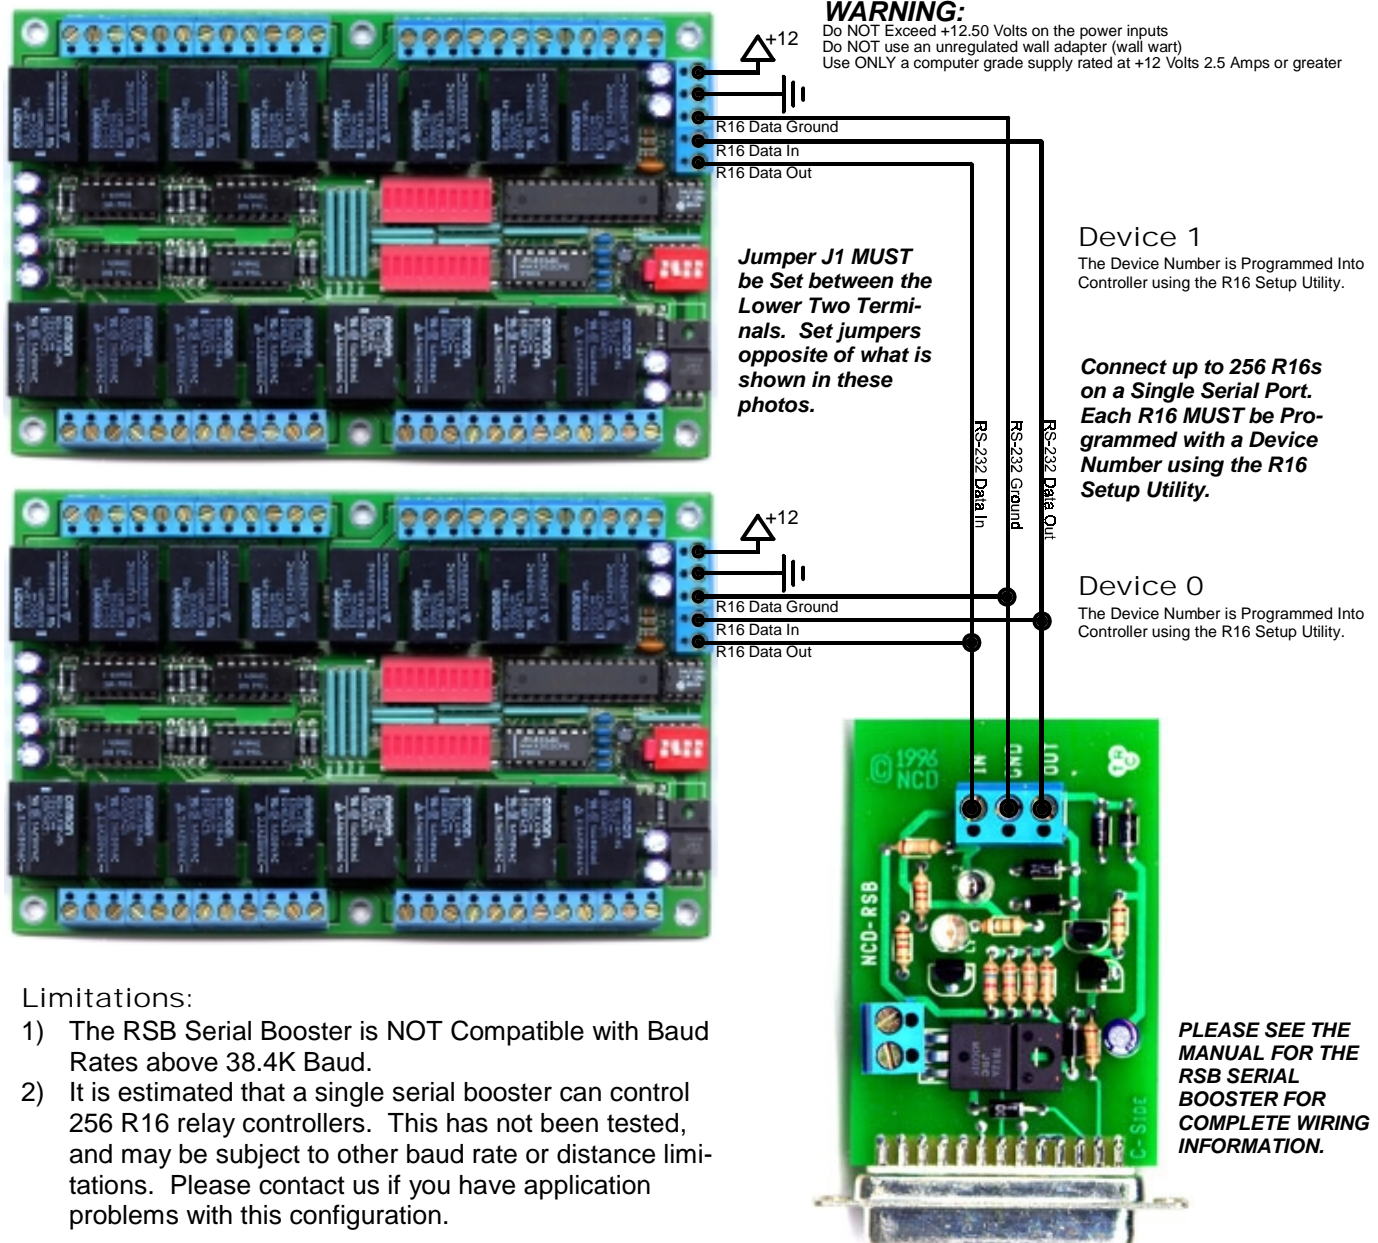 WARNING:
Do NOT Exceed +12.50 Volts on the power inputs
Do NOT use an unregulated wall adapter (wall wart)
Use ONLY a computer grade supply rated at +12 Volts 2.5 Amps or greater
+12
R16 Data Ground
R16 Data In
R16 Data Out
Jumper J1 MUST
be Set between the
Lower Two Termi-
nals.  Set jumpers
opposite of what is
shown in these
photos.
Device 1
The Device Number is Programmed Into
Controller using the R16 Setup Utility.
Connect up to 256 R16s
on a Single Serial Port.
Each R16 MUST be Pro-
grammed with a Device
Number using the R16
Setup Utility.
RS-232 Data In
RS-232 Ground
RS-232 Data Out
+12
R16 Data Ground
R16 Data In
R16 Data Out
Device 0
The Device Number is Programmed Into
Controller using the R16 Setup Utility.
© 1996
NCD
IN
GND
OUT
NCD-RSB
C-SIDE
Limitations:
1) The RSB Serial Booster is NOT Compatible with Baud
Rates above 38.4K Baud.
2) It is estimated that a single serial booster can control
256 R16 relay controllers.  This has not been tested,
and may be subject to other baud rate or distance limi-
tations.  Please contact us if you have application
problems with this configuration.
PLEASE SEE THE
MANUAL FOR THE
RSB SERIAL
BOOSTER FOR
COMPLETE WIRING
INFORMATION.